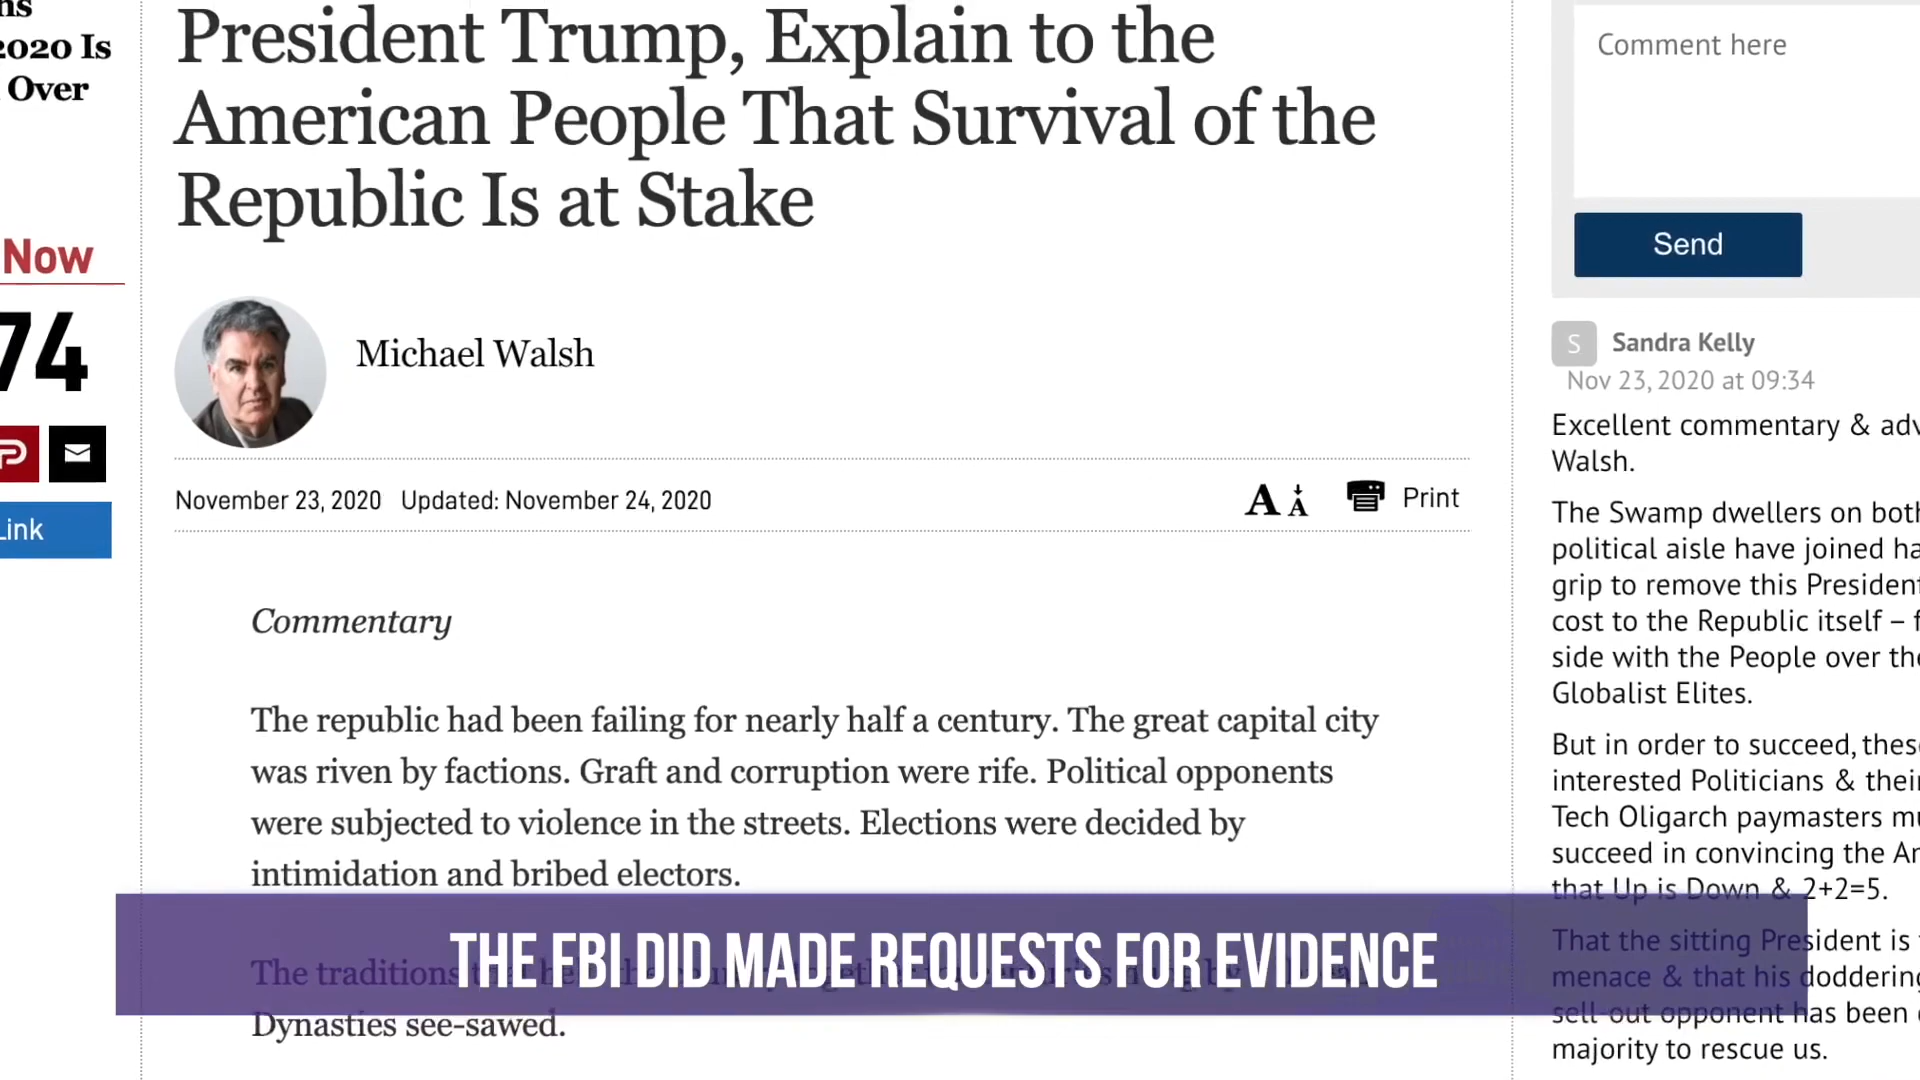 ns
2020 Is
Over
Now
74
Link
President Trump, Explain to the
American People That Survival of the
Republic Is at Stake
Michael Walsh
November 23, 2020 Updated: November 24, 2020
A A Print
Commentary
The republic had been failing for nearly half a century. The great capital city
was riven by factions. Graft and corruption were rife. Political opponents
were subjected to violence in the streets. Elections were decided by
intimidation and bribed electors.
The traditions
Dynasties see-sawed.
THE FBI DID MADE REQUESTS FOR EVIDENCE
Comment here
Send
S Sandra Kelly
Nov 23, 2020 at 09:34
Excellent commentary & adv
Walsh.
The Swamp dwellers on both
political aisle have joined ha
grip to remove this President
cost to the Republic itself – f
side with the People over the
Globalist Elites.
But in order to succeed, these
interested Politicians & their
Tech Oligarch paymasters mu
succeed in convincing the Am
that Up is Down & 2+2=5.
That the sitting President is
menace & that his doddering
sell-out opponent has been
majority to rescue us.